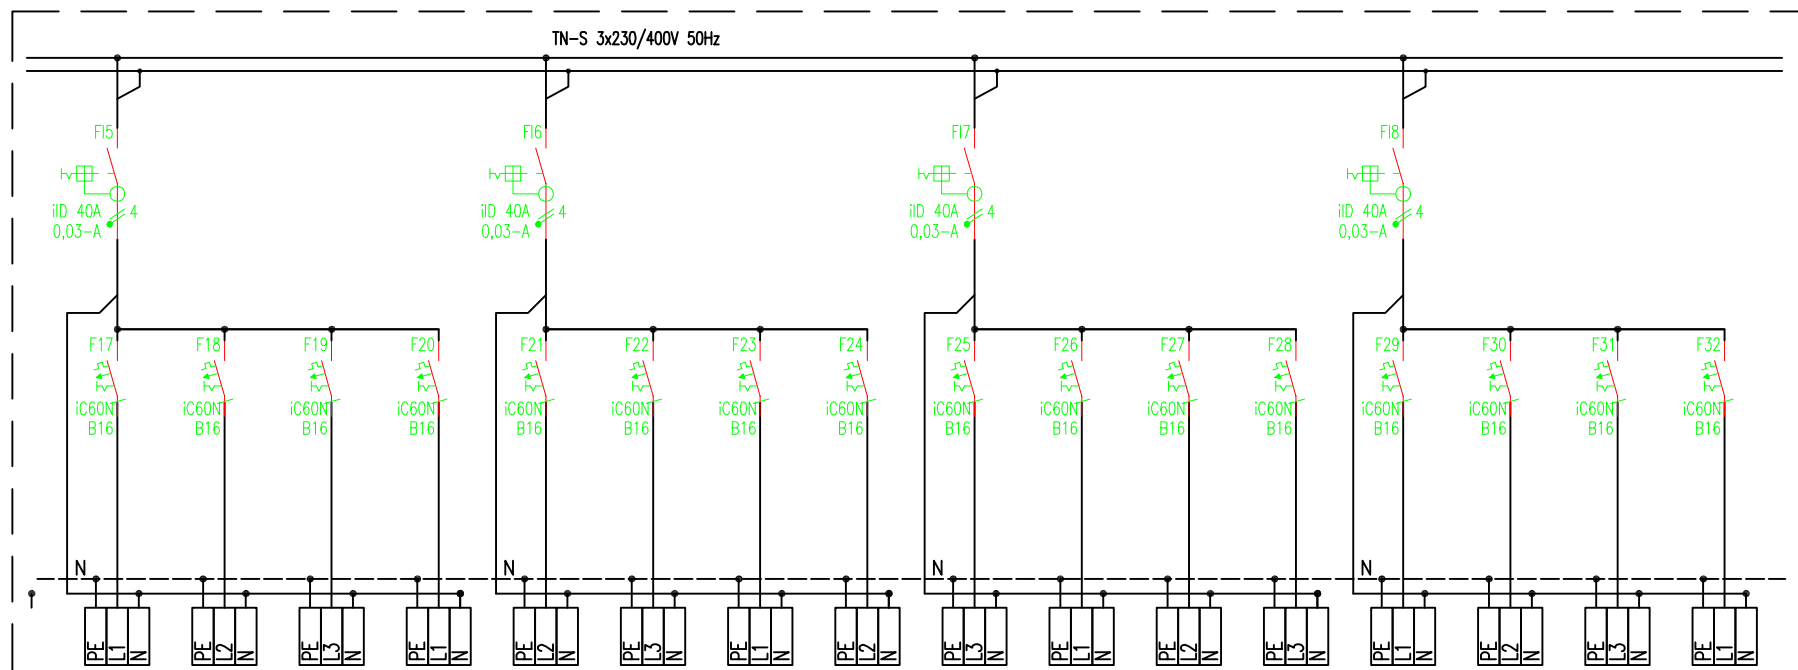 TN-S 3x230/400V 50Hz
FI5 FI6 FI7 FI8
iID 40A 4 iID 40A 4 iID 40A 4 iID 40A 4
0,03-A 0,03-A 0,03-A 0,03-A
F17 F18 F19 F20 F21 F22 F23 F24 F25 F26 F27 F28 F29 F30 F31 F32
iC60N iC60N iC60N iC60N iC60N iC60N iC60N iC60N iC60N iC60N iC60N iC60N iC60N iC60N iC60N iC60N
B16 B16 B16 B16 B16 B16 B16 B16 B16 B16 B16 B16 B16 B16 B16 B16
N N N N
PE L1 N PE L2 N PE L3 N PE L1 N PE L2 N PE L3 N PE L1 N PE L2 N PE L3 N PE L1 N PE L2 N PE L3 N PE L1 N PE L2 N PE L3 N PE L1 N